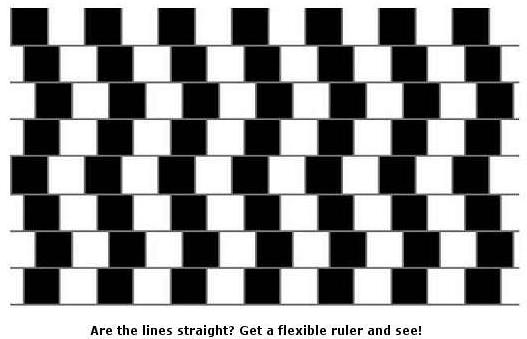 Are the lines straight? Get a flexible ruler and see!